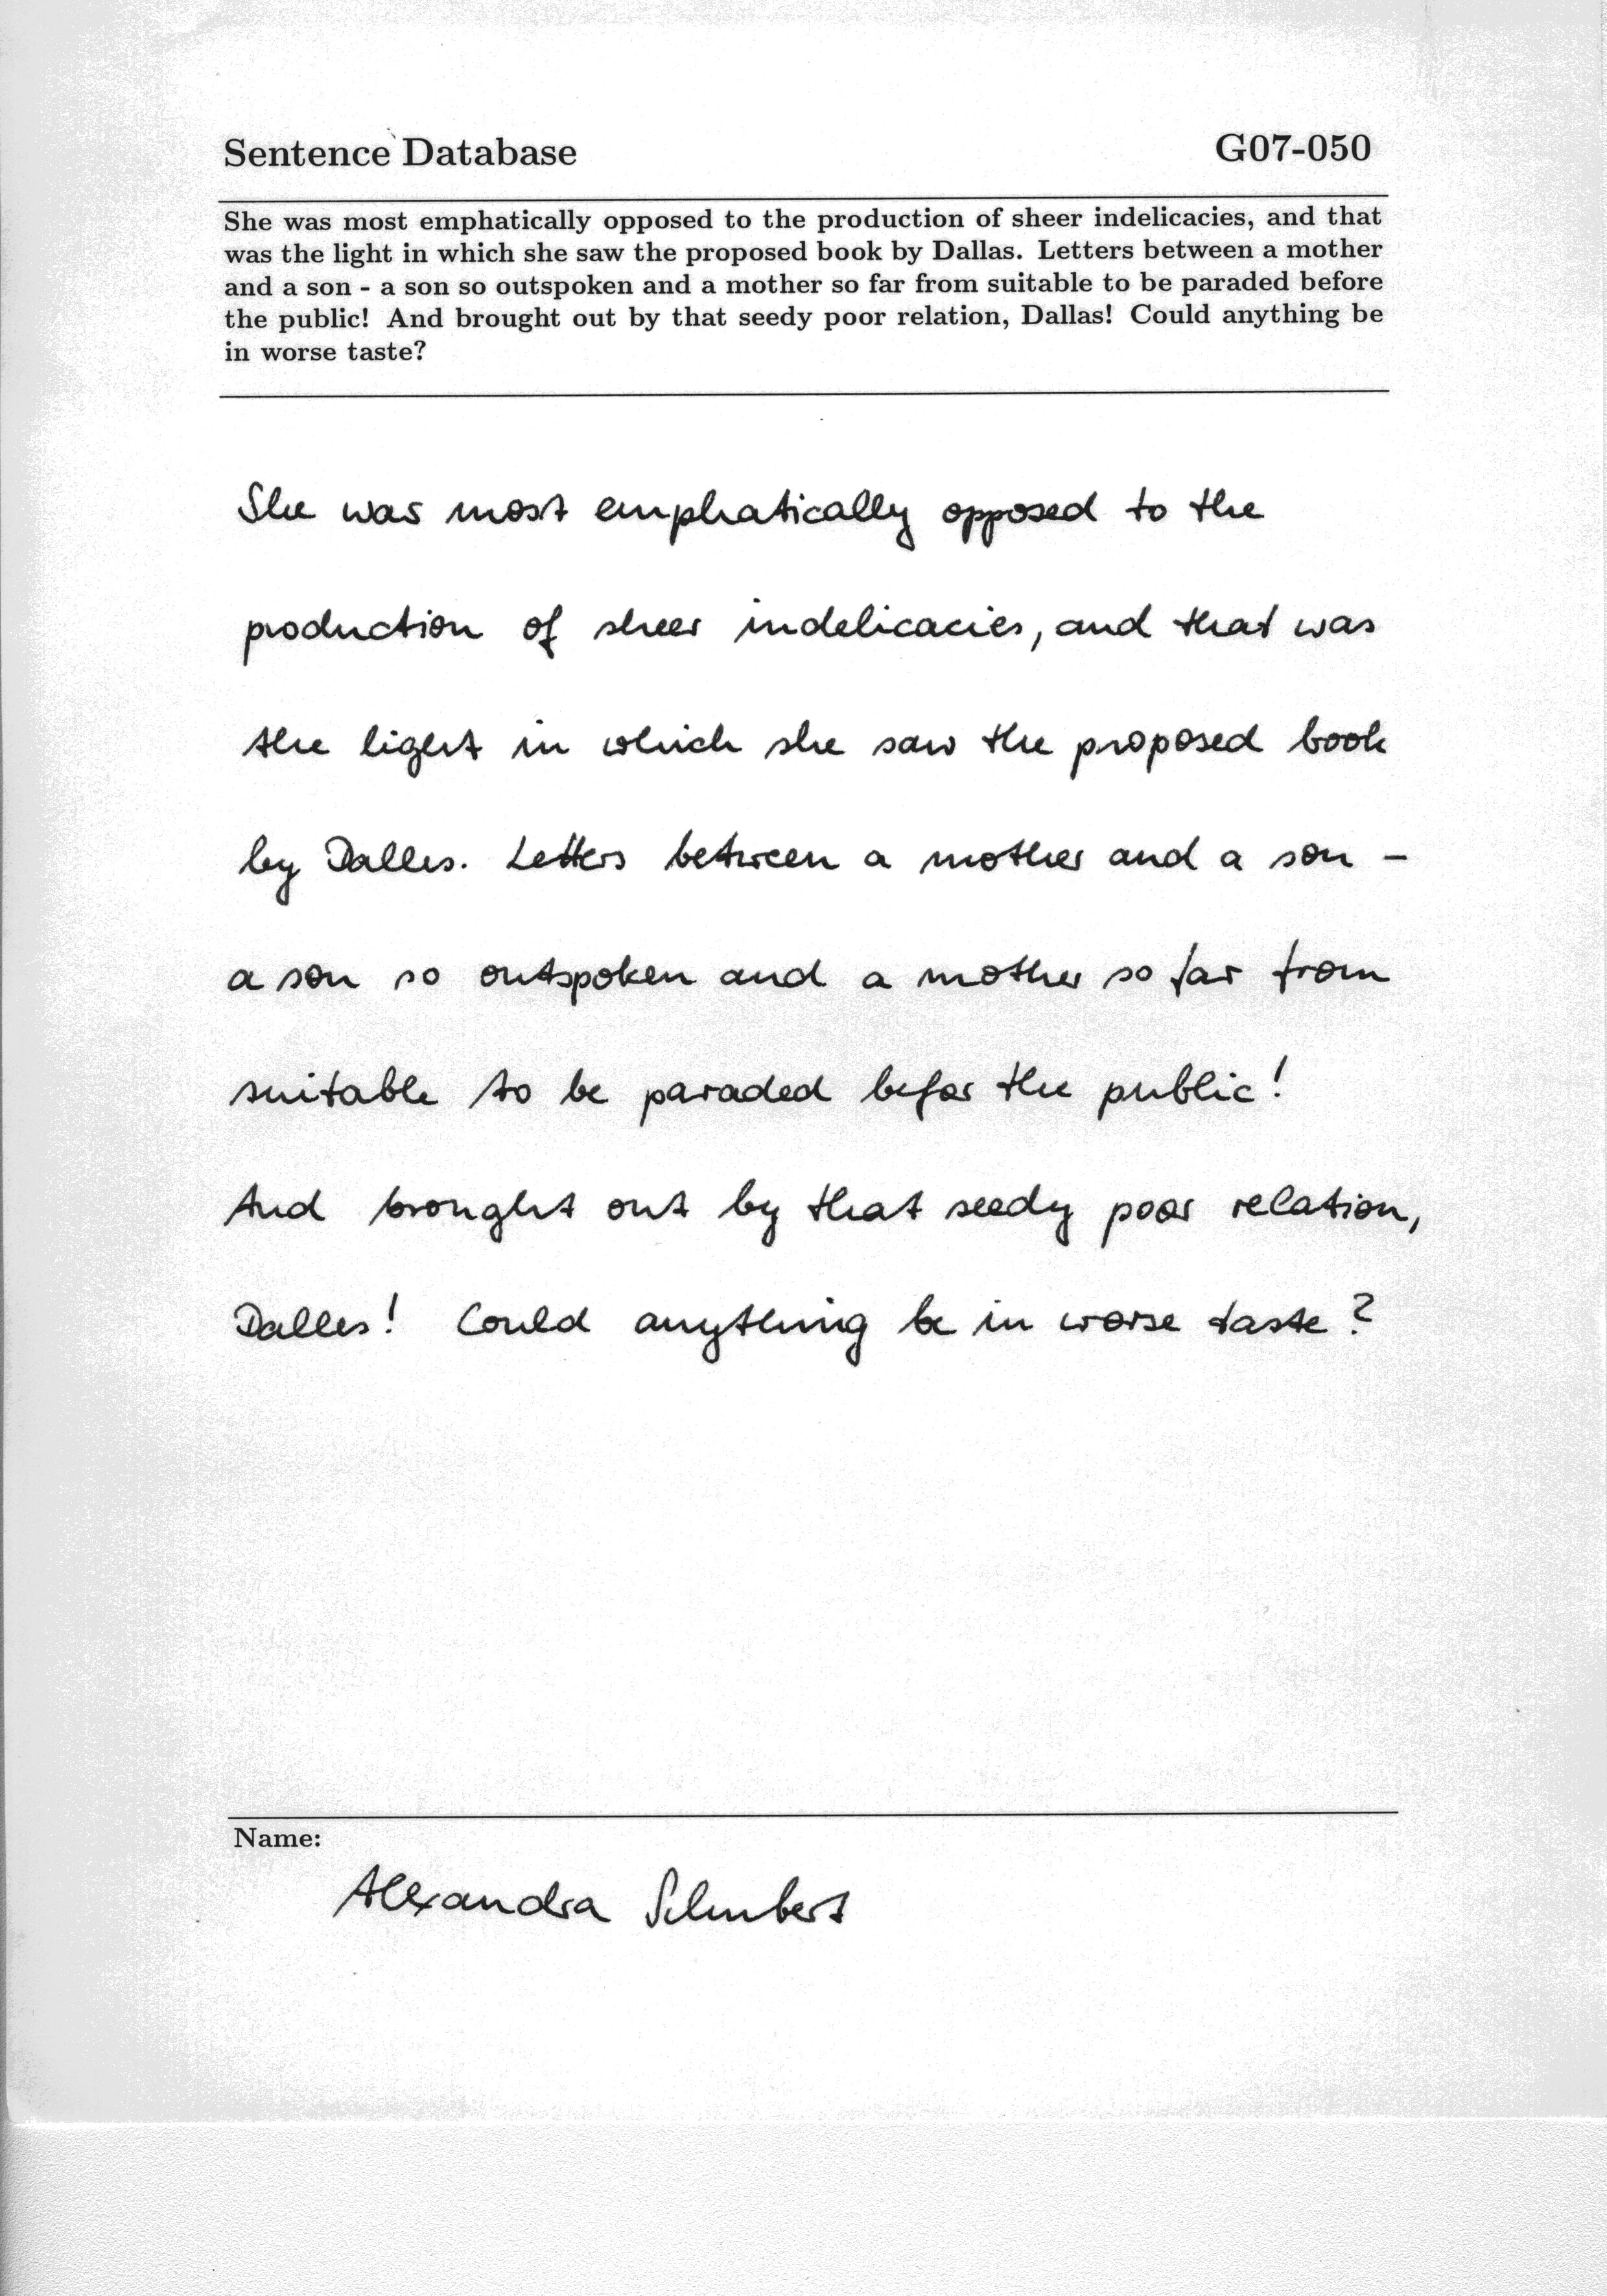 Sentence Database G07-050
She was most emphatically opposed to the production of sheer indelicacies, and that
was the light in which she saw the proposed book by Dallas. Letters between a mother
and a son - a son so outspoken and a mother so far from suitable to be paraded before
the public! And brought out by that seedy poor relation, Dallas! Could anything be
in worse taste?
She was most emphatically opposed to the
production of sheer indelicacies, and that was
the light in which she saw the proposed book
by Dalles. Letters between a mother and a son -
a son so outspoken and a mother so far from
suitable to be paraded befor the public!
And brought out by that seedy poor relation,
Dalles! Could anything be in worse taste?
Name:
Alexandra Schubert